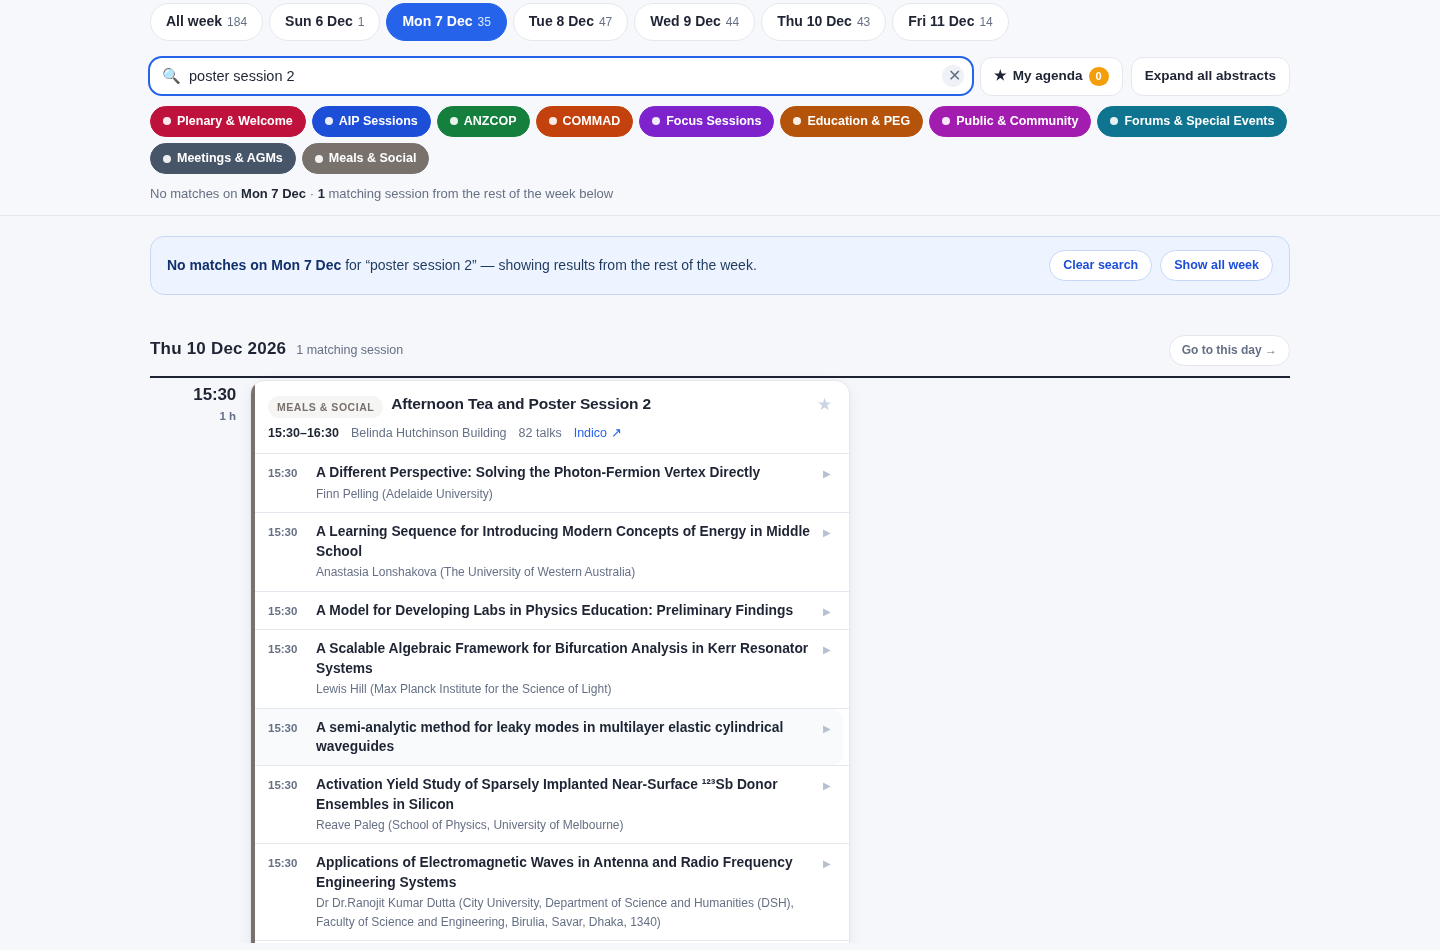 All week 184
Sun 6 Dec 1
Mon 7 Dec 35
Tue 8 Dec 47
Wed 9 Dec 44
Thu 10 Dec 43
Fri 11 Dec 14
poster session 2
★ My agenda 0
Expand all abstracts
Plenary & Welcome
AIP Sessions
ANZCOP
COMMAD
Focus Sessions
Education & PEG
Public & Community
Forums & Special Events
Meetings & AGMs
Meals & Social
No matches on Mon 7 Dec · 1 matching session from the rest of the week below
No matches on Mon 7 Dec for “poster session 2” — showing results from the rest of the week.
Clear search
Show all week
Thu 10 Dec 2026 1 matching session
Go to this day →
15:30
1 h
MEALS & SOCIAL Afternoon Tea and Poster Session 2
15:30–16:30 Belinda Hutchinson Building 82 talks Indico ↗
15:30 A Different Perspective: Solving the Photon-Fermion Vertex Directly
Finn Pelling (Adelaide University)
15:30 A Learning Sequence for Introducing Modern Concepts of Energy in Middle
School
Anastasia Lonshakova (The University of Western Australia)
15:30 A Model for Developing Labs in Physics Education: Preliminary Findings
15:30 A Scalable Algebraic Framework for Bifurcation Analysis in Kerr Resonator
Systems
Lewis Hill (Max Planck Institute for the Science of Light)
15:30 A semi-analytic method for leaky modes in multilayer elastic cylindrical
waveguides
15:30 Activation Yield Study of Sparsely Implanted Near-Surface ¹²³Sb Donor
Ensembles in Silicon
Reave Paleg (School of Physics, University of Melbourne)
15:30 Applications of Electromagnetic Waves in Antenna and Radio Frequency
Engineering Systems
Dr Dr.Ranojit Kumar Dutta (City University, Department of Science and Humanities (DSH),
Faculty of Science and Engineering, Birulia, Savar, Dhaka, 1340)